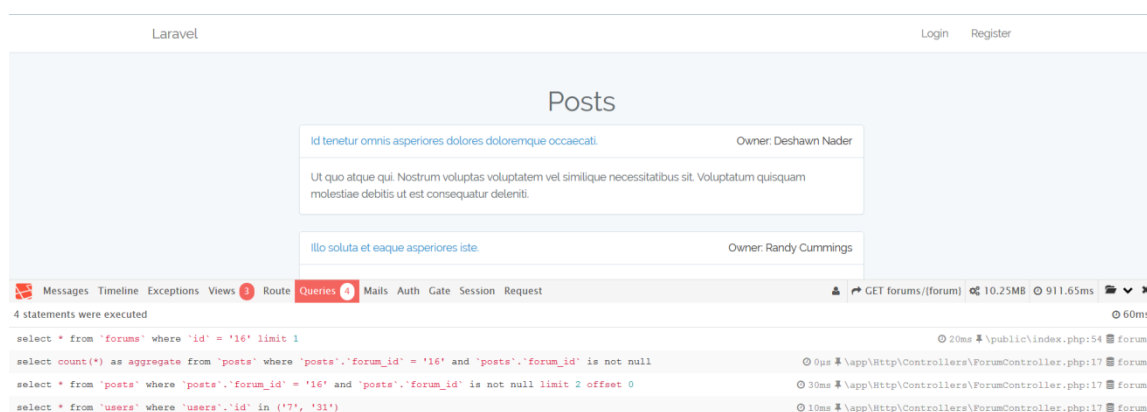 Laravel Login Register
Posts
Id tenetur omnis asperiores dolores doloremque occaecati. Owner: Deshawn Nader
Ut quo atque qui. Nostrum voluptas voluptatem vel similique necessitatibus sit. Voluptatum quisquam
molestiae debitis ut est consequatur deleniti.
Illo soluta et eaque asperiores iste. Owner: Randy Cummings
Messages Timeline Exceptions Views 3 Route Queries 4 Mails Auth Gate Session Request GET forums/{forum} 10.25MB 911.65ms
4 statements were executed 60ms
select * from `forums` where `id` = '16' limit 1 20ms \public\index.php:54 forum
select count(*) as aggregate from `posts` where `posts`.`forum_id` = '16' and `posts`.`forum_id` is not null 0μs \app\Http\Controllers\ForumController.php:17 forum
select * from `posts` where `posts`.`forum_id` = '16' and `posts`.`forum_id` is not null limit 2 offset 0 30ms \app\Http\Controllers\ForumController.php:17 forum
select * from `users` where `users`.`id` in ('7', '31') 10ms \app\Http\Controllers\ForumController.php:17 forum